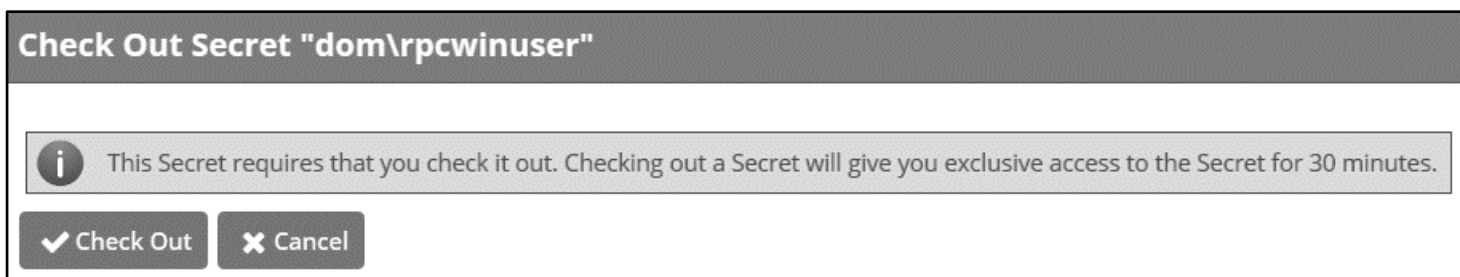 Check Out Secret "dom\rpcwinuser"
i This Secret requires that you check it out. Checking out a Secret will give you exclusive access to the Secret for 30 minutes.
Check Out Cancel